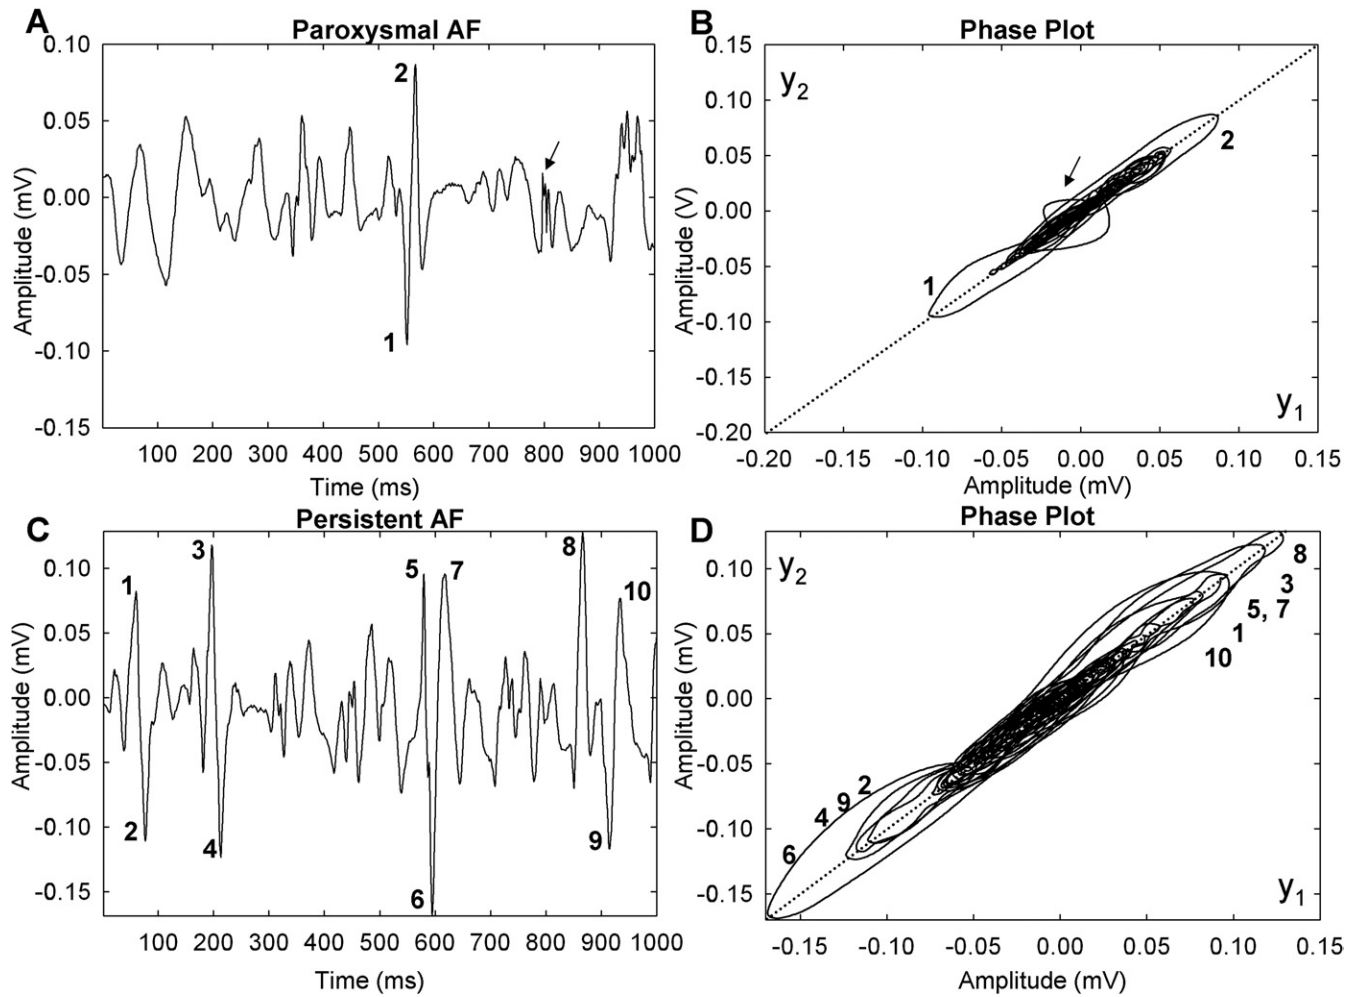 A
Paroxysmal AF
0.10
0.05
0.00
-0.05
-0.10
-0.15
Amplitude (mV)
2
1
100 200 300 400 500 600 700 800 900 1000
Time (ms)
B
Phase Plot
0.15
0.10
0.05
0.00
-0.05
-0.10
-0.15
-0.20
Amplitude (V)
y2
2
1
y1
-0.20 -0.15 -0.10 -0.05 0.00 0.05 0.10 0.15
Amplitude (mV)
C
Persistent AF
0.10
0.05
0.00
-0.05
-0.10
-0.15
Amplitude (mV)
1
3
5
7
8
10
2
4
6
9
100 200 300 400 500 600 700 800 900 1000
Time (ms)
D
Phase Plot
0.10
0.05
0.00
-0.05
-0.10
-0.15
Amplitude (mV)
y2
8
3
5, 7
1
10
2
9
4
6
y1
-0.15 -0.10 -0.05 0.00 0.05 0.10 0.15
Amplitude (mV)